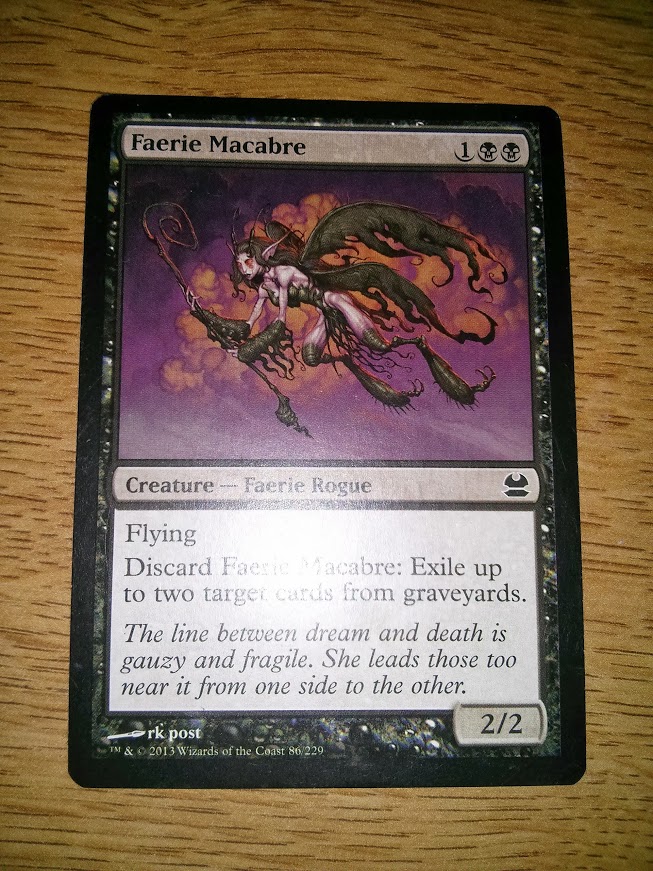 Faerie Macabre 1
Creature — Faerie Rogue
Flying
Discard Faerie Macabre: Exile up
to two target cards from graveyards.
The line between dream and death is
gauzy and fragile. She leads those too
near it from one side to the other.
2/2
rk post
™ & © 2013 Wizards of the Coast 86/229